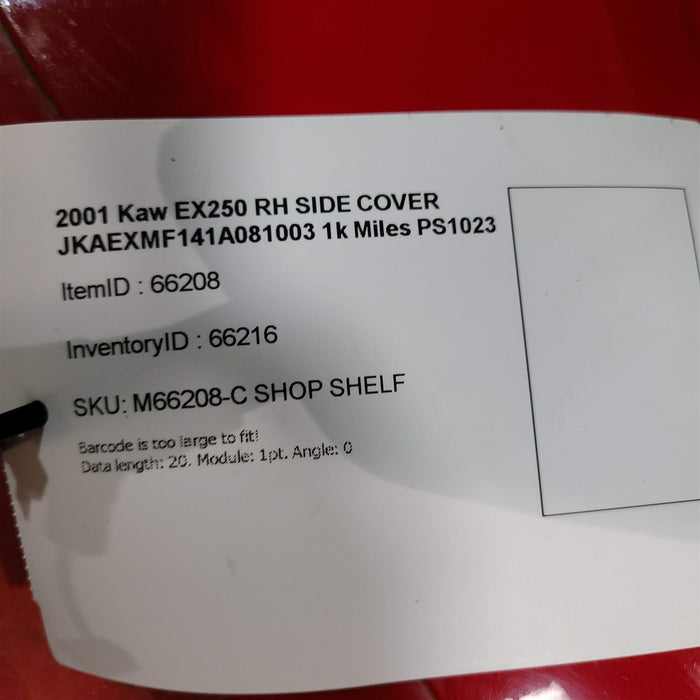 2001 Kaw EX250 RH SIDE COVER
JKAEXMF141A081003 1k Miles PS1023
ItemID : 66208
InventoryID : 66216
SKU: M66208-C SHOP SHELF
Barcode is too large to fit!
Data length: 20. Module: 1pt. Angle: 0